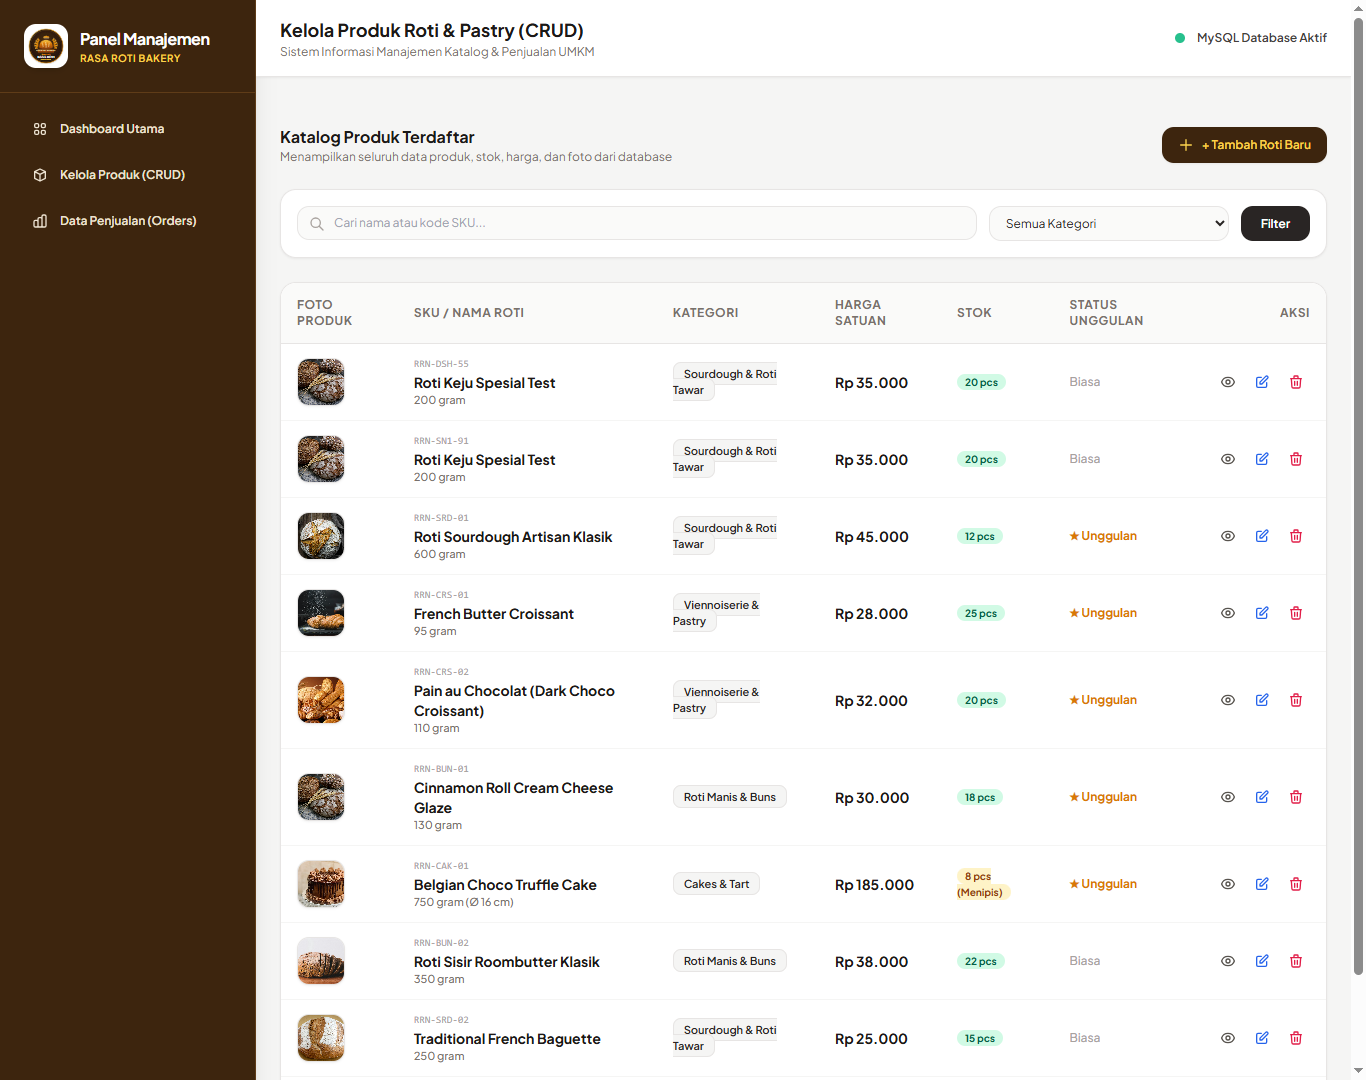 Panel Manajemen
RASA ROTI BAKERY
Dashboard Utama
Kelola Produk (CRUD)
Data Penjualan (Orders)
Kelola Produk Roti & Pastry (CRUD)
Sistem Informasi Manajemen Katalog & Penjualan UMKM
MySQL Database Aktif
Katalog Produk Terdaftar
Menampilkan seluruh data produk, stok, harga, dan foto dari database
+ Tambah Roti Baru
Cari nama atau kode SKU...
Semua Kategori
Filter
FOTO PRODUK
SKU / NAMA ROTI
KATEGORI
HARGA SATUAN
STOK
STATUS UNGGULAN
AKSI
RRN-DSH-55
Roti Keju Spesial Test
200 gram
Sourdough & Roti
Tawar
Rp 35.000
20 pcs
Biasa
RRN-SN1-91
Roti Keju Spesial Test
200 gram
Sourdough & Roti
Tawar
Rp 35.000
20 pcs
Biasa
RRN-SRD-01
Roti Sourdough Artisan Klasik
600 gram
Sourdough & Roti
Tawar
Rp 45.000
12 pcs
★ Unggulan
RRN-CRS-01
French Butter Croissant
95 gram
Viennoiserie &
Pastry
Rp 28.000
25 pcs
★ Unggulan
RRN-CRS-02
Pain au Chocolat (Dark Choco
Croissant)
110 gram
Viennoiserie &
Pastry
Rp 32.000
20 pcs
★ Unggulan
RRN-BUN-01
Cinnamon Roll Cream Cheese
Glaze
130 gram
Roti Manis & Buns
Rp 30.000
18 pcs
★ Unggulan
RRN-CAK-01
Belgian Choco Truffle Cake
750 gram (Ø 16 cm)
Cakes & Tart
Rp 185.000
8 pcs
(Menipis)
★ Unggulan
RRN-BUN-02
Roti Sisir Roombutter Klasik
350 gram
Roti Manis & Buns
Rp 38.000
22 pcs
Biasa
RRN-SRD-02
Traditional French Baguette
250 gram
Sourdough & Roti
Tawar
Rp 25.000
15 pcs
Biasa